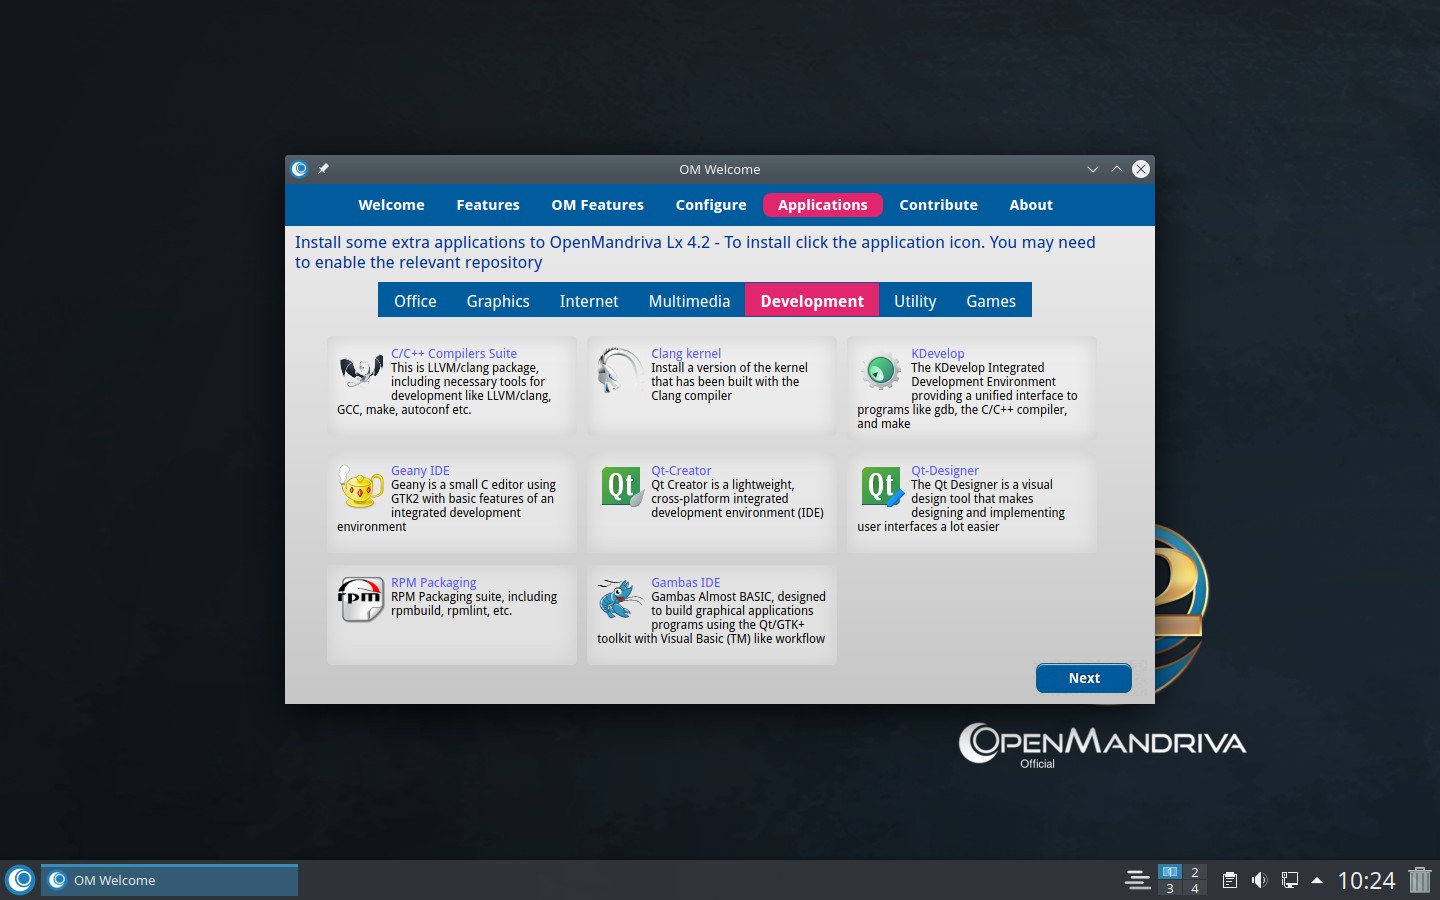 OM Welcome
Welcome Features OM Features Configure Applications Contribute About
Install some extra applications to OpenMandriva Lx 4.2 - To install click the application icon. You may need
to enable the relevant repository
Office Graphics Internet Multimedia Development Utility Games
C/C++ Compilers Suite
This is LLVM/clang package,
including necessary tools for
development like LLVM/clang,
GCC, make, autoconf etc.
Clang kernel
Install a version of the kernel
that has been built with the
Clang compiler
KDevelop
The KDevelop Integrated
Development Environment
providing a unified interface to
programs like gdb, the C/C++ compiler,
and make
Geany IDE
Geany is a small C editor using
GTK2 with basic features of an
integrated development
environment
Qt
Qt-Creator
Qt Creator is a lightweight,
cross-platform integrated
development environment (IDE)
Qt
Qt-Designer
The Qt Designer is a visual
design tool that makes
designing and implementing
user interfaces a lot easier
rpm
RPM Packaging
RPM Packaging suite, including
rpmbuild, rpmlint, etc.
Gambas IDE
Gambas Almost BASIC, designed
to build graphical applications
programs using the Qt/GTK+
toolkit with Visual Basic (TM) like workflow
Next
2
OPENMANDRIVA
Official
OM Welcome
1 2
3 4
10:24